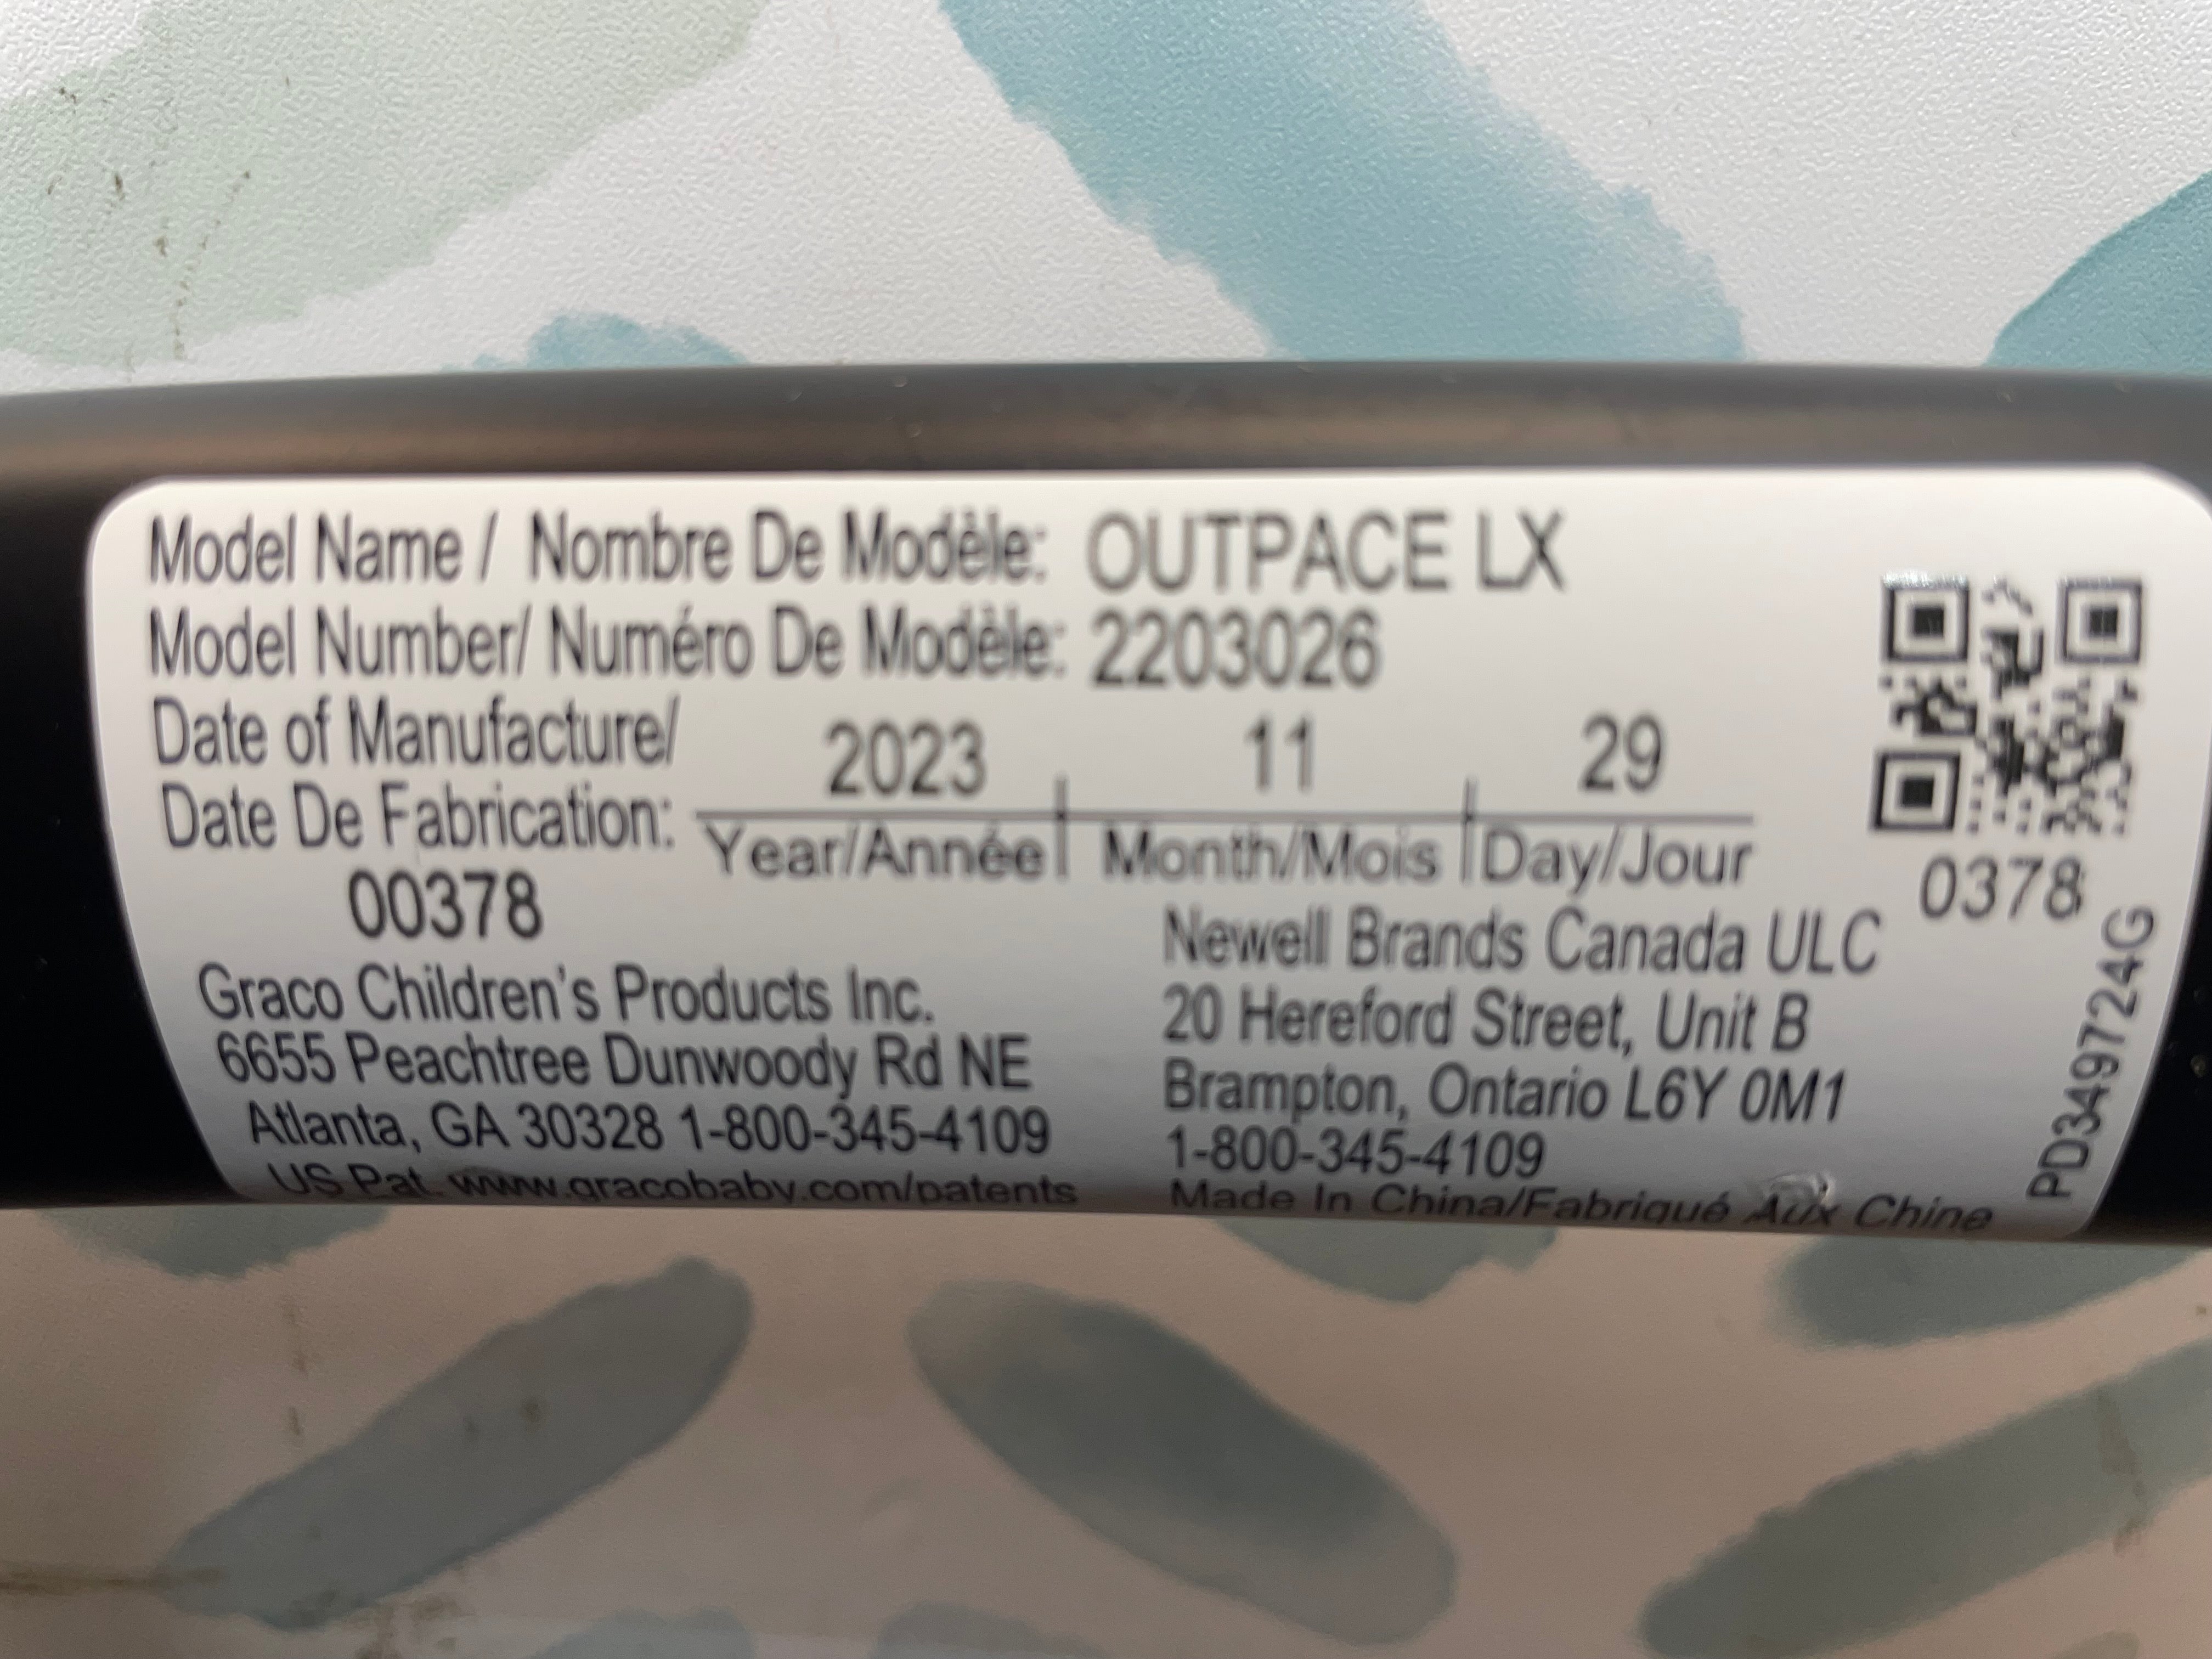 Model Name / Nombre De Modèle: OUTPACE LX
Model Number/ Numéro De Modèle: 2203026
Date of Manufacture/
Date De Fabrication:
2023 11 29
Year/Année Month/Mois Day/Jour
00378
Graco Children's Products Inc.
6655 Peachtree Dunwoody Rd NE
Atlanta, GA 30328 1-800-345-4109
US Pat. www.gracobaby.com/patents
Newell Brands Canada ULC
20 Hereford Street, Unit B
Brampton, Ontario L6Y 0M1
1-800-345-4109
Made In China/Fabriqué Aux Chine
0378
PD349724G